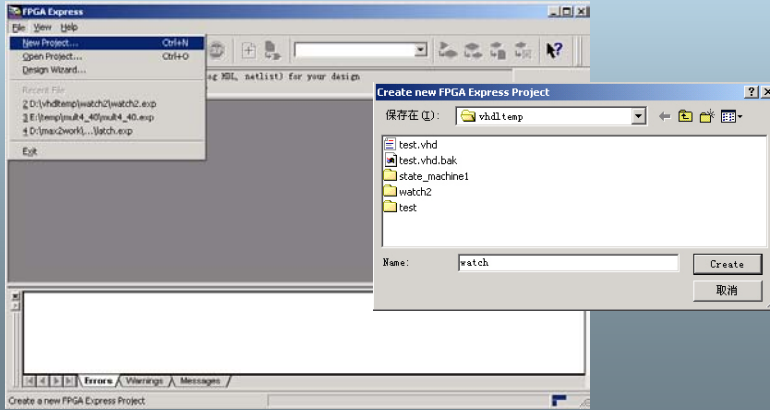 FPGA Express
File View Help
New Project... Ctrl+N
Open Project... Ctrl+O
Design Wizard...
Recent File
2 D:\vhdltemp\watch2\watch2.exp
3 E:\temp\mult4_40\mult4_40.exp
4 D:\max2work\...\latch.exp
Exit
HDL, netlist) for your design
Create new FPGA Express Project
保存在(I): vhdltemp
test.vhd
test.vhd.bak
state_machine1
watch2
test
Name: watch Create
取消
Errors Warnings Messages
Create a new FPGA Express Project